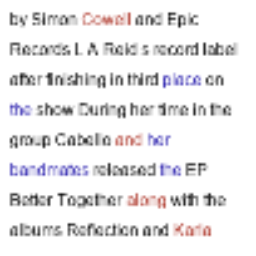 by Simon Cowell and Epic
Records L A Reid s record label
after finishing in third place on
the show During her time in the
group Cabello and her
bandmates released the EP
Better Together along with the
albums Reflection and Karla